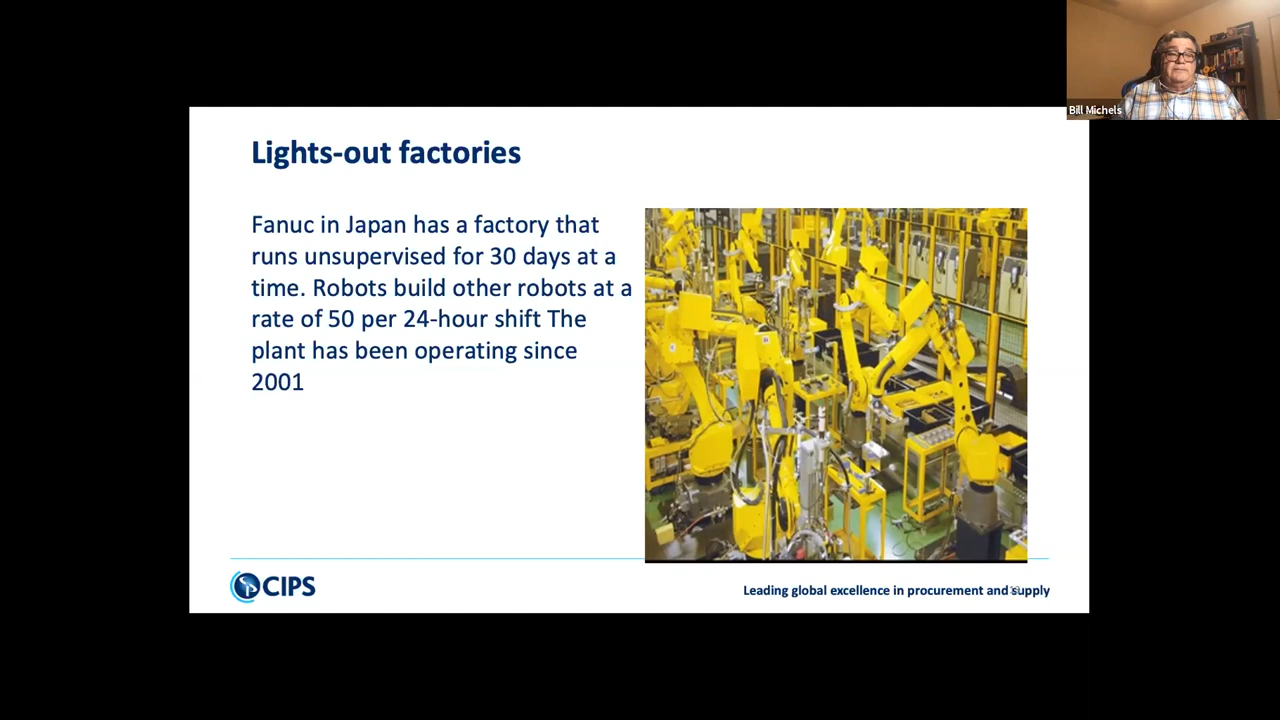 Bill Michels
Lights-out factories
Fanuc in Japan has a factory that
runs unsupervised for 30 days at a
time. Robots build other robots at a
rate of 50 per 24-hour shift The
plant has been operating since
2001
CIPS
Leading global excellence in procurement and supply